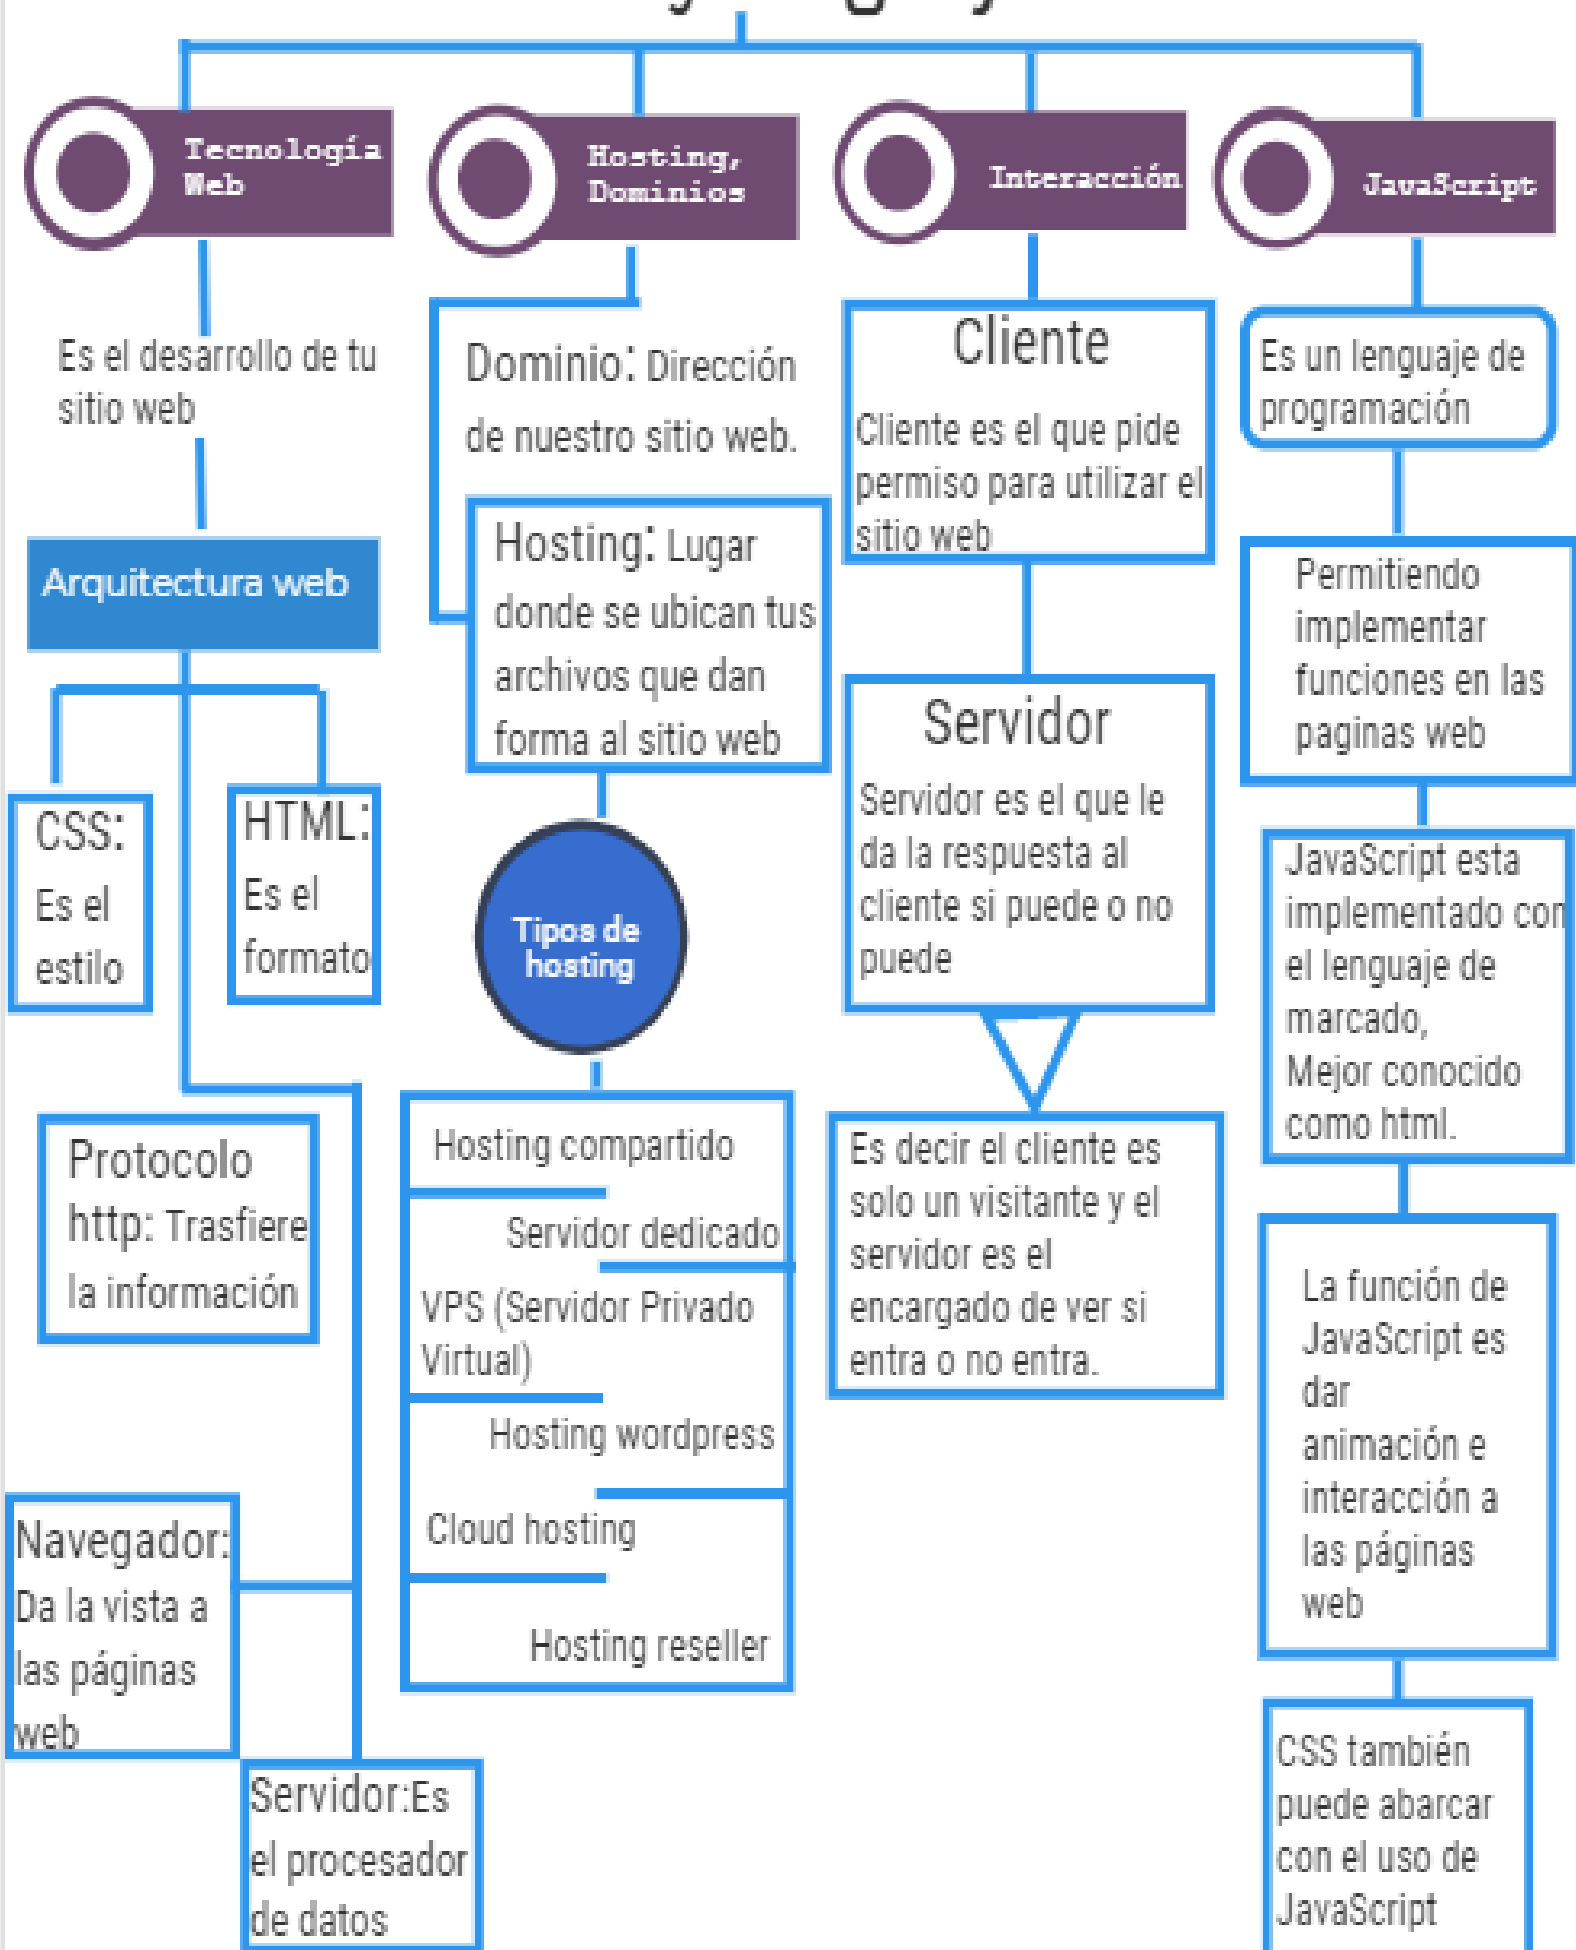 Tecnología
Web
Es el desarrollo de tu
sitio web
Arquitectura web
CSS:
Es el
estilo
HTML:
Es el
formato
Protocolo
http: Trasfiere
la información
Navegador:
Da la vista a
las páginas
web
Servidor:Es
el procesador
de datos
Hosting,
Dominios
Dominio: Dirección
de nuestro sitio web.
Hosting: Lugar
donde se ubican tus
archivos que dan
forma al sitio web
Tipos de
hosting
Hosting compartido
Servidor dedicado
VPS (Servidor Privado
Virtual)
Hosting wordpress
Cloud hosting
Hosting reseller
Interacción
Cliente
Cliente es el que pide
permiso para utilizar el
sitio web
Servidor
Servidor es el que le
da la respuesta al
cliente si puede o no
puede
Es decir el cliente es
solo un visitante y el
servidor es el
encargado de ver si
entra o no entra.
JavaScript
Es un lenguaje de
programación
Permitiendo
implementar
funciones en las
paginas web
JavaScript esta
implementado con
el lenguaje de
marcado,
Mejor conocido
como html.
La función de
JavaScript es
dar
animación e
interacción a
las páginas
web
CSS también
puede abarcar
con el uso de
JavaScript